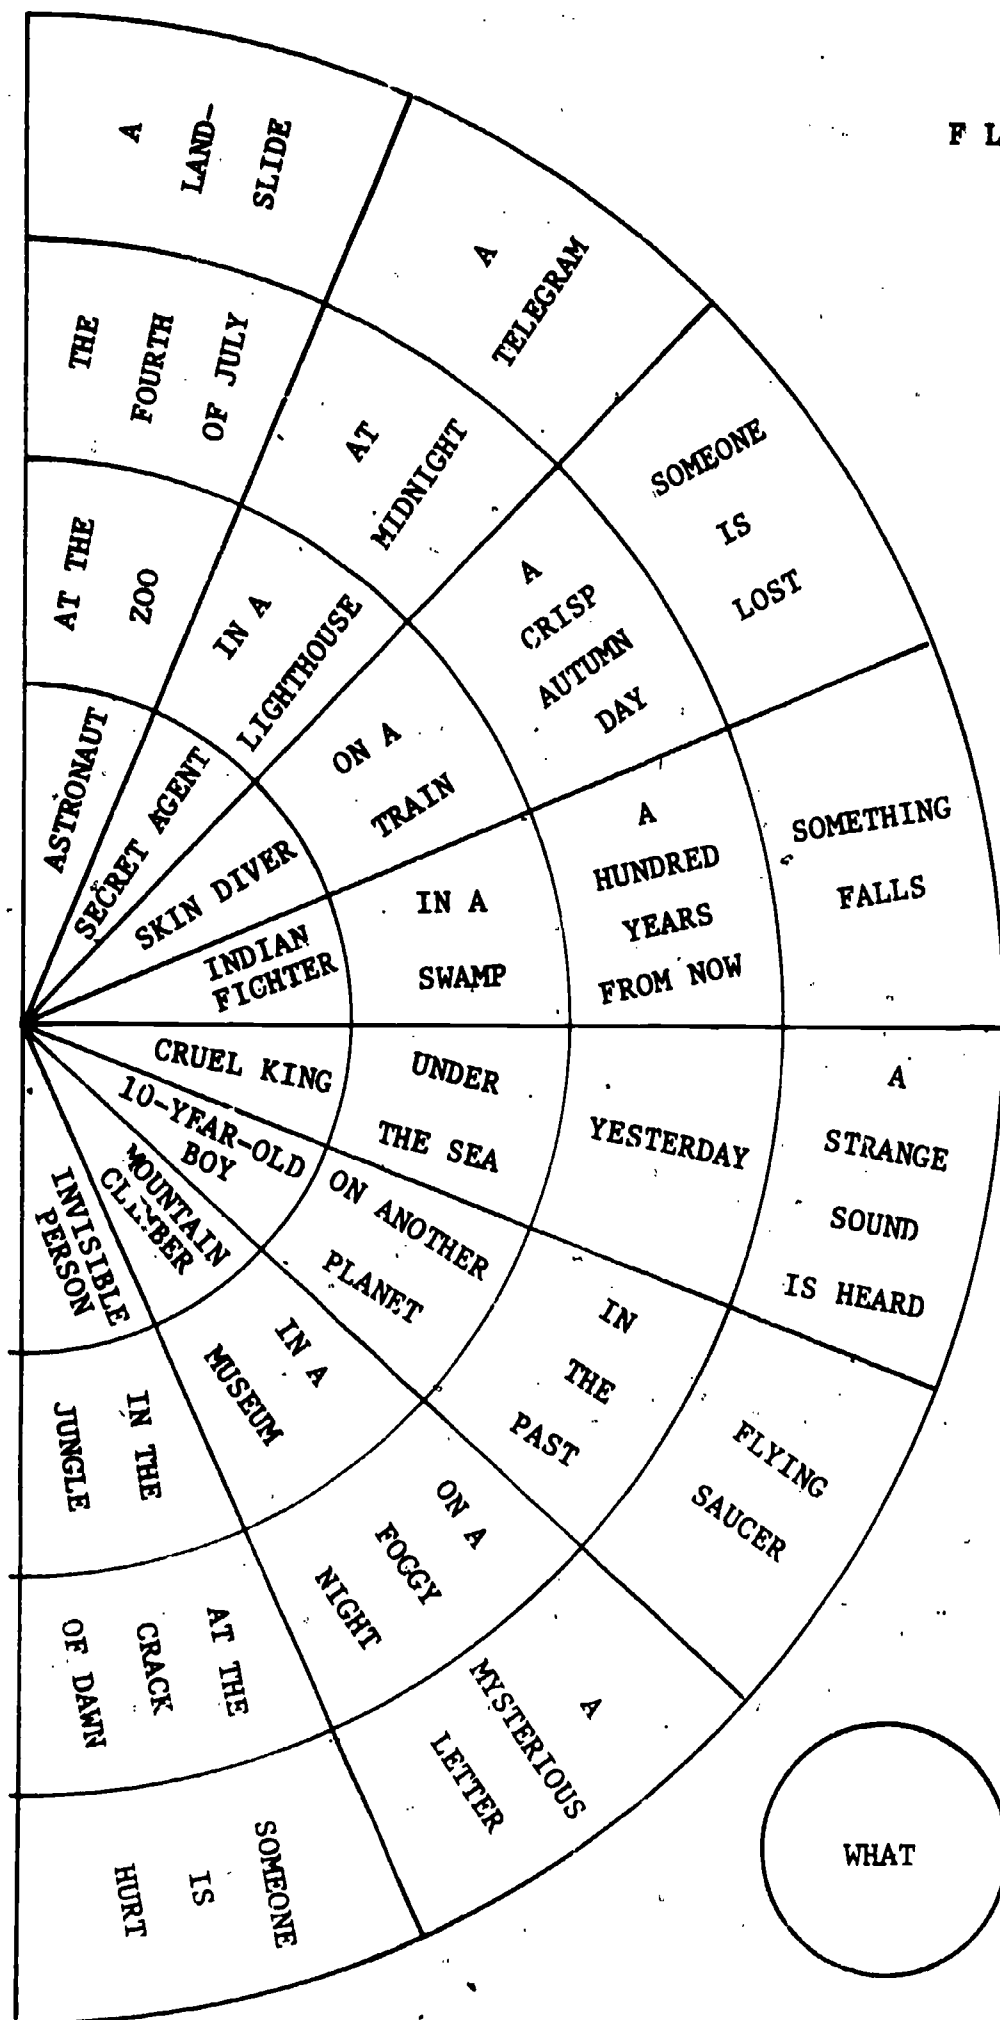 F L
A
LAND-
SLIDE
THE
FOURTH
OF JULY
AT THE
ZOO
ASTRONAUT
A
TELEGRAM
AT
MIDNIGHT
IN A
LIGHTHOUSE
SECRET AGENT
SOMEONE
IS
LOST
A
CRISP
AUTUMN
DAY
ON A
TRAIN
SKIN DIVER
SOMETHING
FALLS
A
HUNDRED
YEARS
FROM NOW
IN A
SWAMP
INDIAN
FIGHTER
A
STRANGE
SOUND
IS HEARD
YESTERDAY
UNDER
THE SEA
CRUEL KING
FLYING
SAUCER
IN
THE
PAST
ON ANOTHER
PLANET
10-YEAR-OLD
BOY
A
MYSTERIOUS
LETTER
ON A
FOGGY
NIGHT
IN A
MUSEUM
MOUNTAIN
CLIMBER
SOMEONE
IS
HURT
AT THE
CRACK
OF DAWN
IN THE
JUNGLE
INVISIBLE
PERSON
WHAT